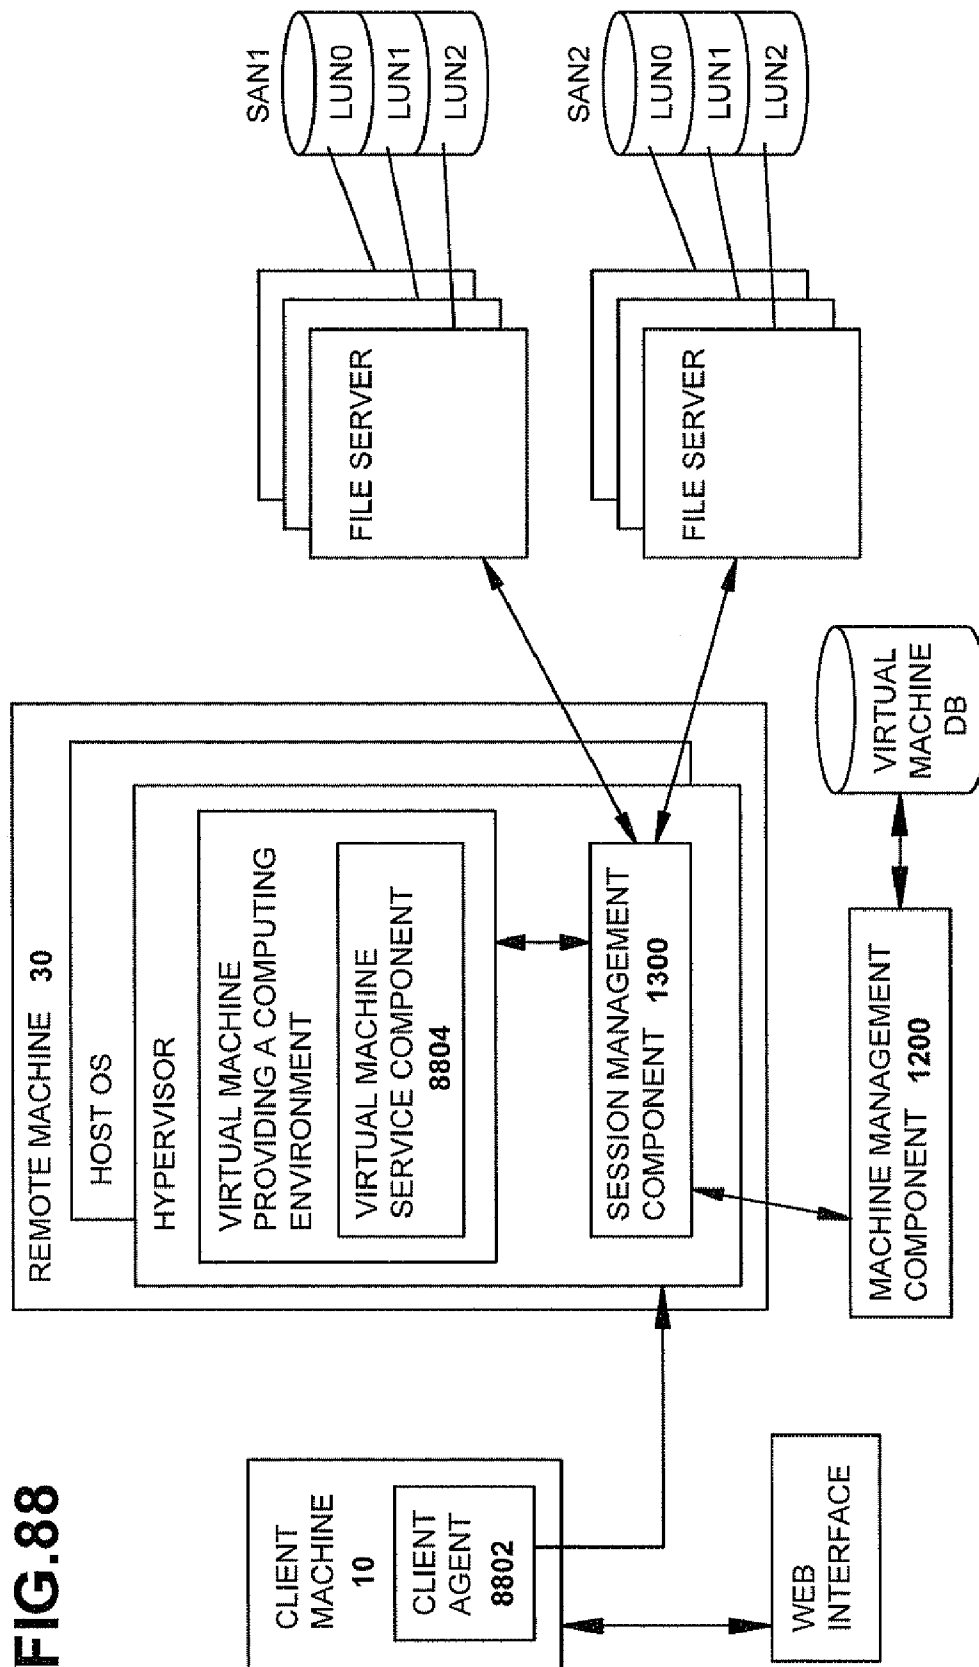 FIG.88
CLIENT
MACHINE
10
CLIENT
AGENT
8802
WEB
INTERFACE
REMOTE MACHINE 30
HOST OS
HYPERVISOR
VIRTUAL MACHINE
PROVIDING A COMPUTING
ENVIRONMENT
VIRTUAL MACHINE
SERVICE COMPONENT
8804
SESSION MANAGEMENT
COMPONENT 1300
MACHINE MANAGEMENT
COMPONENT 1200
VIRTUAL
MACHINE
DB
FILE SERVER
FILE SERVER
SAN1
LUN0
LUN1
LUN2
SAN2
LUN0
LUN1
LUN2